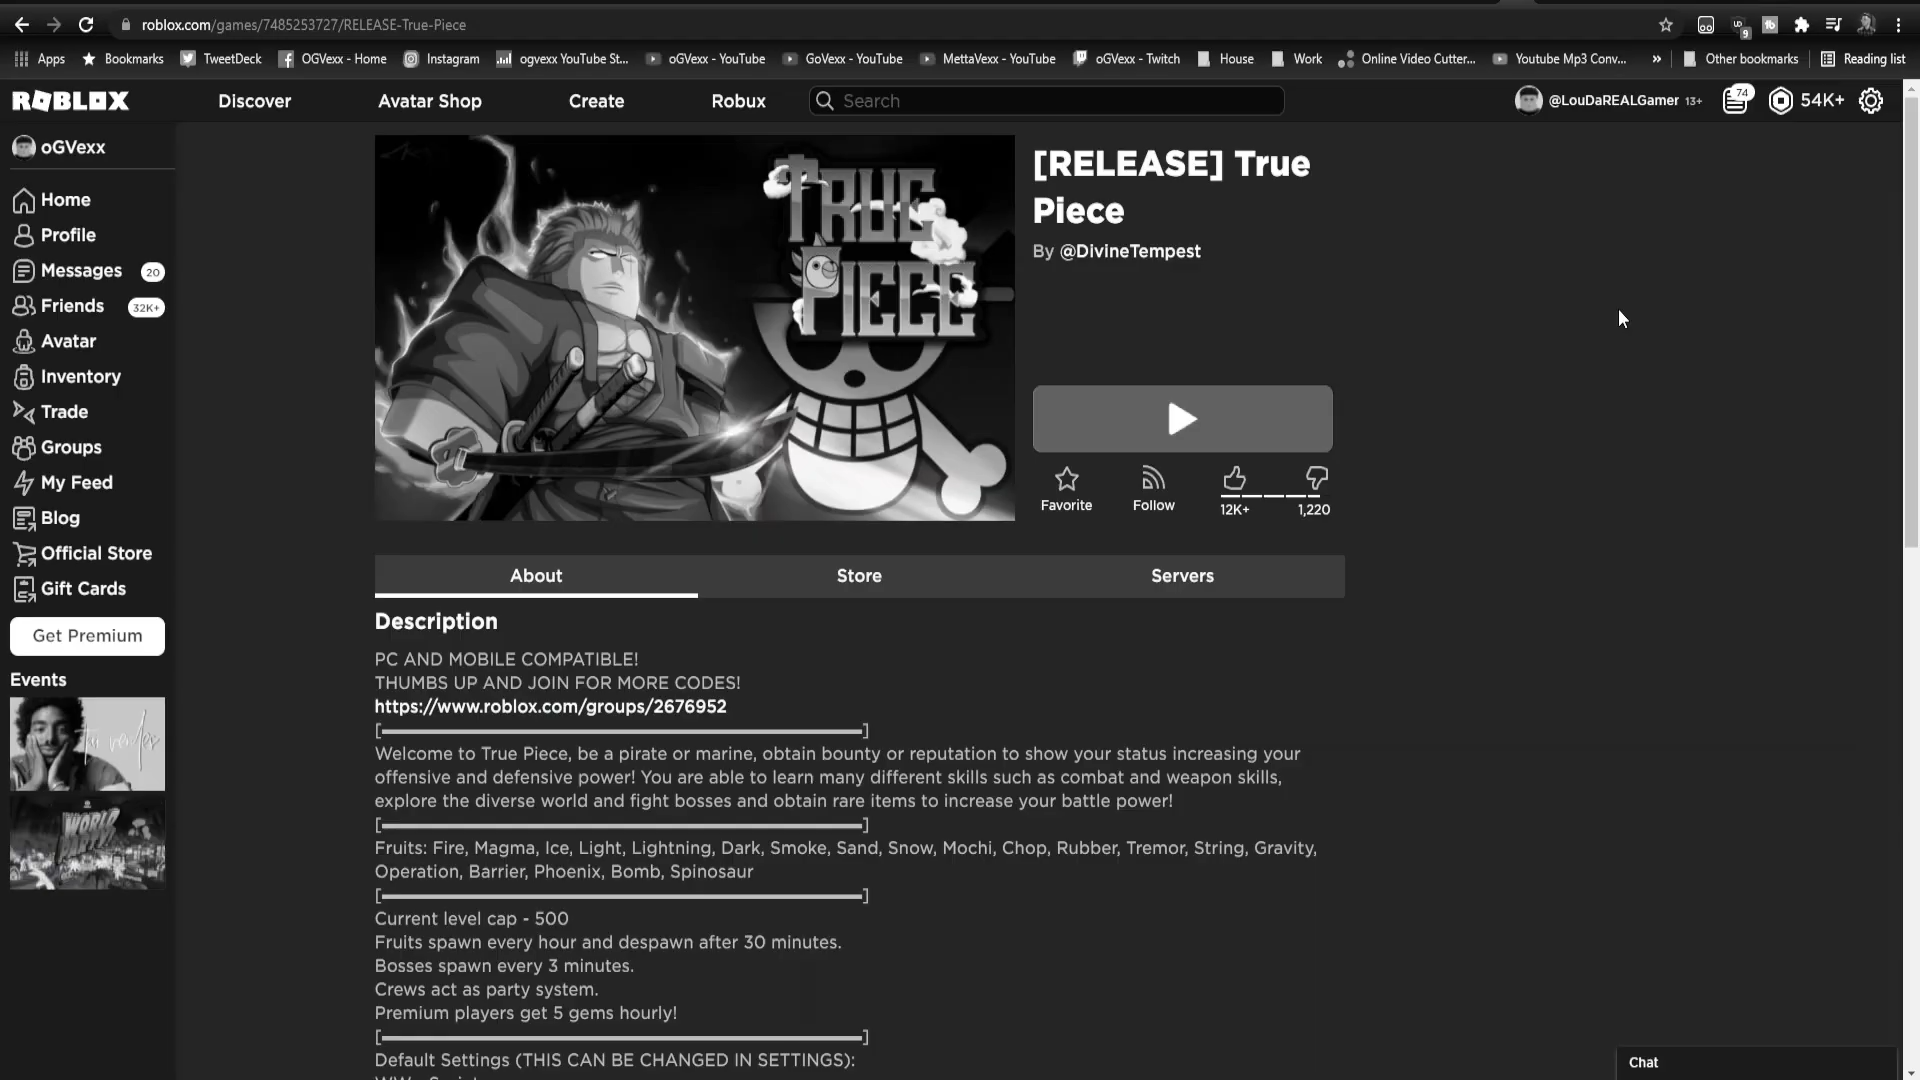 roblox.com/games/7485253727/RELEASE-True-Piece
9
Apps Bookmarks TweetDeck OGVexx - Home Instagram ogvexx YouTube St... oGVexx - YouTube GoVexx - YouTube MettaVexx - YouTube oGVexx - Twitch House Work Online Video Cutter... Youtube Mp3 Conv... » Other bookmarks Reading list
ROBLOX Discover Avatar Shop Create Robux Search @LouDaREALGamer 13+ 74 54K+
oGVexx
Home
Profile
Messages 20
Friends 32K+
Avatar
Inventory
Trade
Groups
My Feed
Blog
Official Store
Gift Cards
Get Premium
Events
TRUE
PIECE
[RELEASE] True
Piece
By @DivineTempest
Favorite Follow 12K+ 1,220
About Store Servers
Description
PC AND MOBILE COMPATIBLE!
THUMBS UP AND JOIN FOR MORE CODES!
https://www.roblox.com/groups/2676952
Welcome to True Piece, be a pirate or marine, obtain bounty or reputation to show your status increasing your
offensive and defensive power! You are able to learn many different skills such as combat and weapon skills,
explore the diverse world and fight bosses and obtain rare items to increase your battle power!
Fruits: Fire, Magma, Ice, Light, Lightning, Dark, Smoke, Sand, Snow, Mochi, Chop, Rubber, Tremor, String, Gravity,
Operation, Barrier, Phoenix, Bomb, Spinosaur
Current level cap - 500
Fruits spawn every hour and despawn after 30 minutes.
Bosses spawn every 3 minutes.
Crews act as party system.
Premium players get 5 gems hourly!
Default Settings (THIS CAN BE CHANGED IN SETTINGS):
Chat